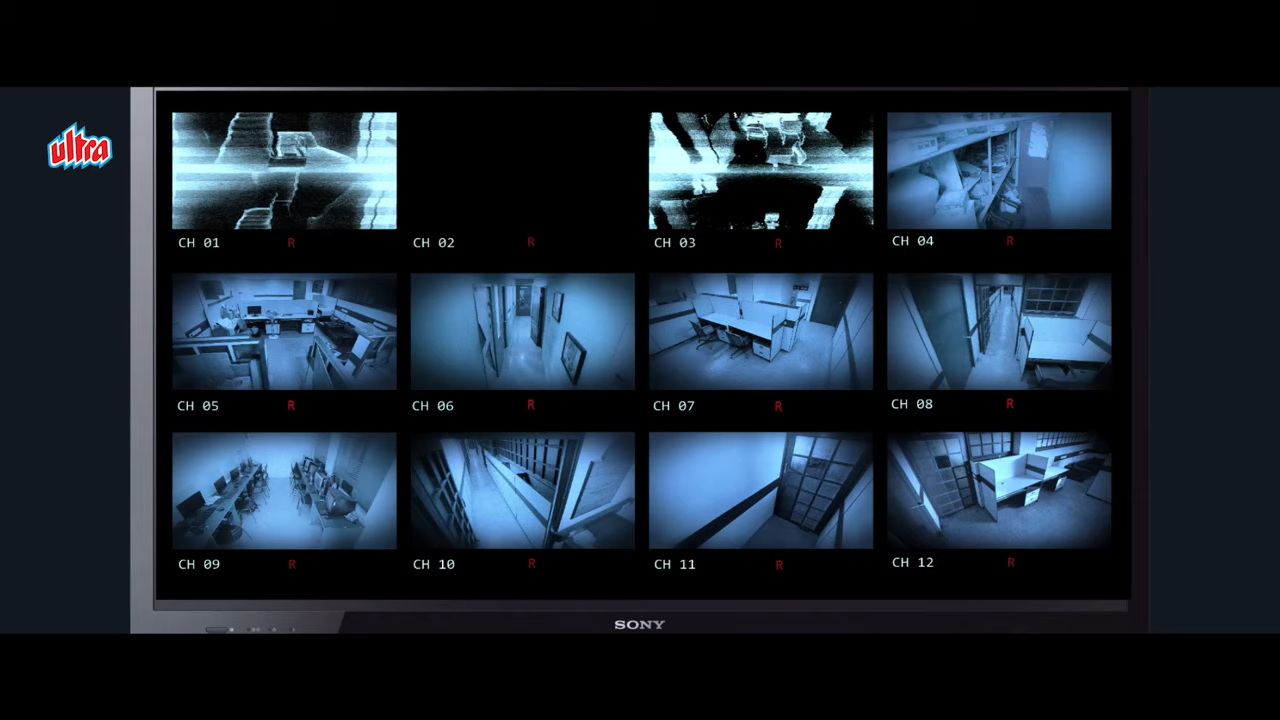 ultra
CH 01 R
CH 02 R
CH 03 R
CH 04 R
CH 05 R
CH 06 R
CH 07 R
CH 08 R
CH 09 R
CH 10 R
CH 11 R
CH 12 R
SONY